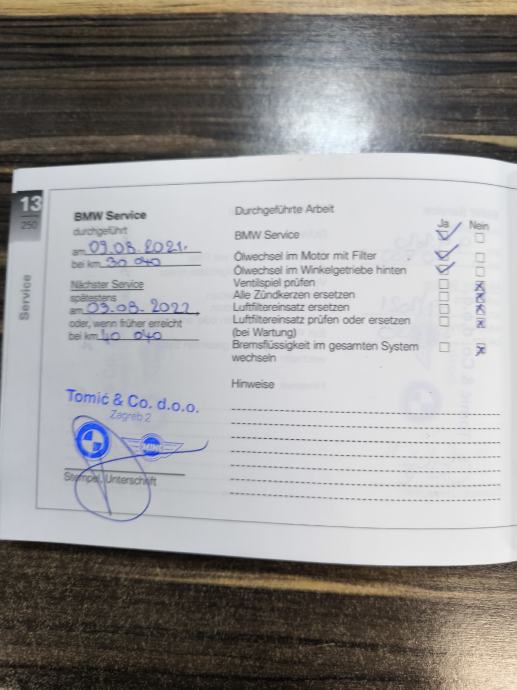 13
250
Service
BMW Service
durchgeführt
am 09.08.2021.
bei km 30 040
Nächster Service
spätestens
am 09.08.2022.
oder, wenn früher erreicht
bei km 40 040
Tomić & Co. d.o.o.
Zagreb 2
MINI
Stempel, Unterschrift
Durchgeführte Arbeit
Ja Nein
BMW Service
Ölwechsel im Motor mit Filter
Ölwechsel im Winkelgetriebe hinten
Ventilspiel prüfen
Alle Zündkerzen ersetzen
Luftfiltereinsatz ersetzen
Luftfiltereinsatz prüfen oder ersetzen
(bei Wartung)
Bremsflüssigkeit im gesamten System
wechseln
Hinweise